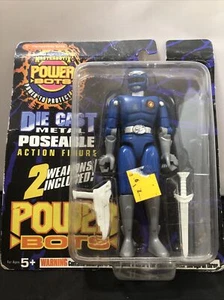 POWER
BOTS
DIE CAST
METAL
POSEABLE
ACTION FIGURE
2 WEAPONS
INCLUDED!
POWER
BOTS
5+
WARNING